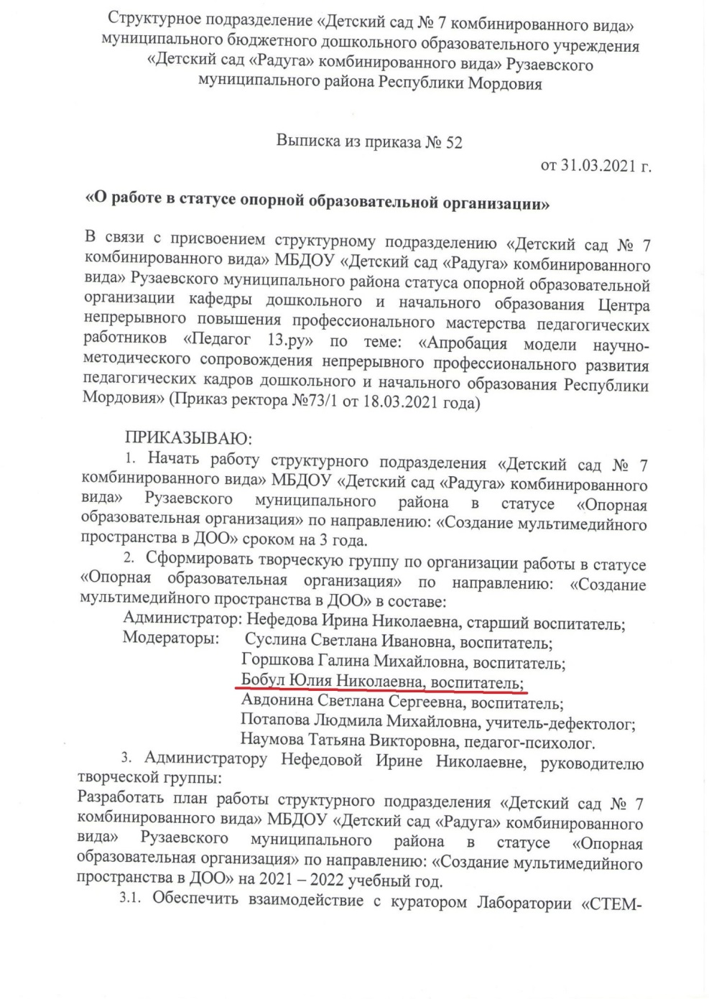 Структурное подразделение «Детский сад № 7 комбинированного вида»
муниципального бюджетного дошкольного образовательного учреждения
«Детский сад «Радуга» комбинированного вида» Рузаевского
муниципального района Республики Мордовия
Выписка из приказа № 52
от 31.03.2021 г.
«О работе в статусе опорной образовательной организации»
В связи с присвоением структурному подразделению «Детский сад № 7
комбинированного вида» МБДОУ «Детский сад «Радуга» комбинированного
вида» Рузаевского муниципального района статуса опорной образовательной
организации кафедры дошкольного и начального образования Центра
непрерывного повышения профессионального мастерства педагогических
работников «Педагог 13.ру» по теме: «Апробация модели научно-
методического сопровождения непрерывного профессионального развития
педагогических кадров дошкольного и начального образования Республики
Мордовия» (Приказ ректора №73/1 от 18.03.2021 года)
ПРИКАЗЫВАЮ:
1. Начать работу структурного подразделения «Детский сад № 7
комбинированного вида» МБДОУ «Детский сад «Радуга» комбинированного
вида» Рузаевского муниципального района в статусе «Опорная
образовательная организация» по направлению: «Создание мультимедийного
пространства в ДОО» сроком на 3 года.
2. Сформировать творческую группу по организации работы в статусе
«Опорная образовательная организация» по направлению: «Создание
мультимедийного пространства в ДОО» в составе:
Администратор: Нефедова Ирина Николаевна, старший воспитатель;
Модераторы: Суслина Светлана Ивановна, воспитатель;
Горшкова Галина Михайловна, воспитатель;
Бобул Юлия Николаевна, воспитатель;
Авдонина Светлана Сергеевна, воспитатель;
Потапова Людмила Михайловна, учитель-дефектолог;
Наумова Татьяна Викторовна, педагог-психолог.
3. Администратору Нефедовой Ирине Николаевне, руководителю
творческой группы:
Разработать план работы структурного подразделения «Детский сад № 7
комбинированного вида» МБДОУ «Детский сад «Радуга» комбинированного
вида» Рузаевского муниципального района в статусе «Опорная
образовательная организация» по направлению: «Создание мультимедийного
пространства в ДОО» на 2021 – 2022 учебный год.
3.1. Обеспечить взаимодействие с куратором Лаборатории «СТЕМ-